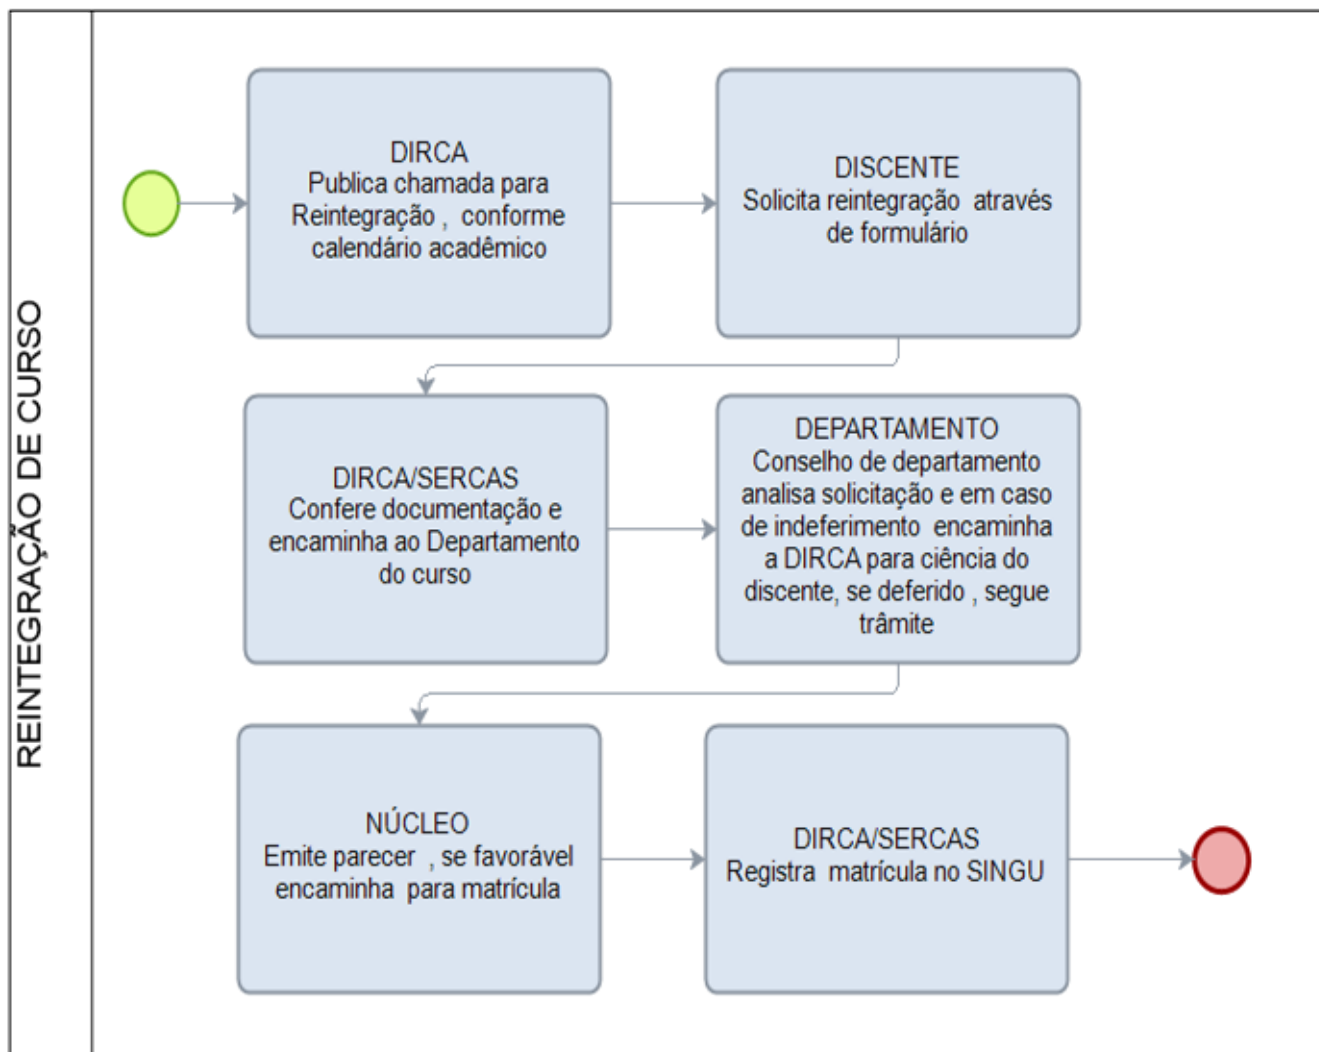 REINTEGRAÇÃO DE CURSO
DIRCA
Publica chamada para
Reintegração , conforme
calendário acadêmico
DISCENTE
Solicita reintegração através
de formulário
DIRCA/SERCAS
Confere documentação e
encaminha ao Departamento
do curso
DEPARTAMENTO
Conselho de departamento
analisa solicitação e em caso
de indeferimento encaminha
a DIRCA para ciência do
discente, se deferido , segue
trâmite
NÚCLEO
Emite parecer , se favorável
encaminha para matrícula
DIRCA/SERCAS
Registra matrícula no SINGU